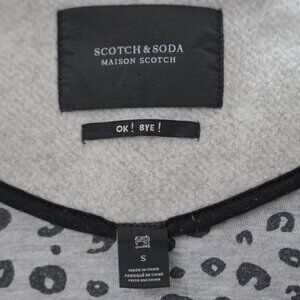 SCOTCH & SODA
MAISON SCOTCH
OK! BYE!
S
MADE IN CHINA
FABRIQUÉ EN CHINE